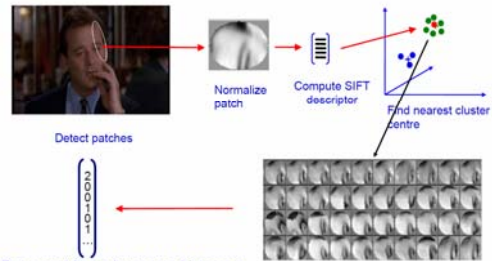 Normalize
patch
Compute SIFT
descriptor
Find nearest cluster
centre
Detect patches
2
0
0
1
0
1
...